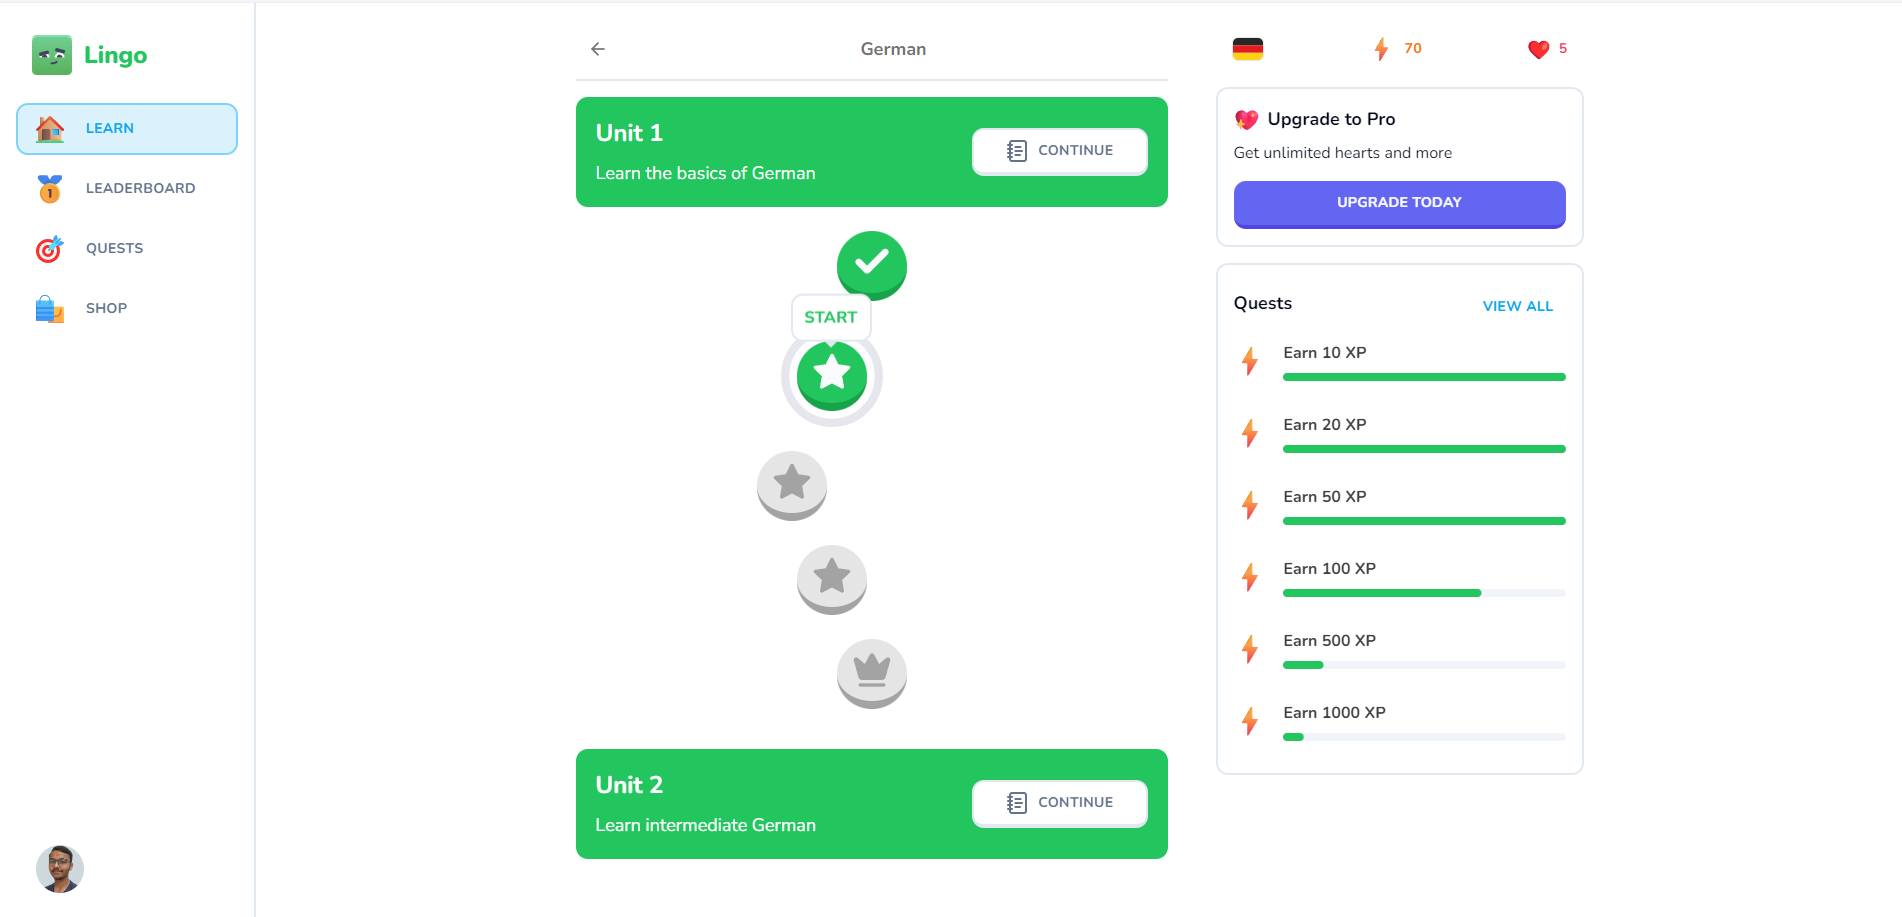 Lingo
LEARN
LEADERBOARD
1
QUESTS
SHOP
German
Unit 1
Learn the basics of German
CONTINUE
START
Unit 2
Learn intermediate German
CONTINUE
70
5
Upgrade to Pro
Get unlimited hearts and more
UPGRADE TODAY
Quests
VIEW ALL
Earn 10 XP
Earn 20 XP
Earn 50 XP
Earn 100 XP
Earn 500 XP
Earn 1000 XP